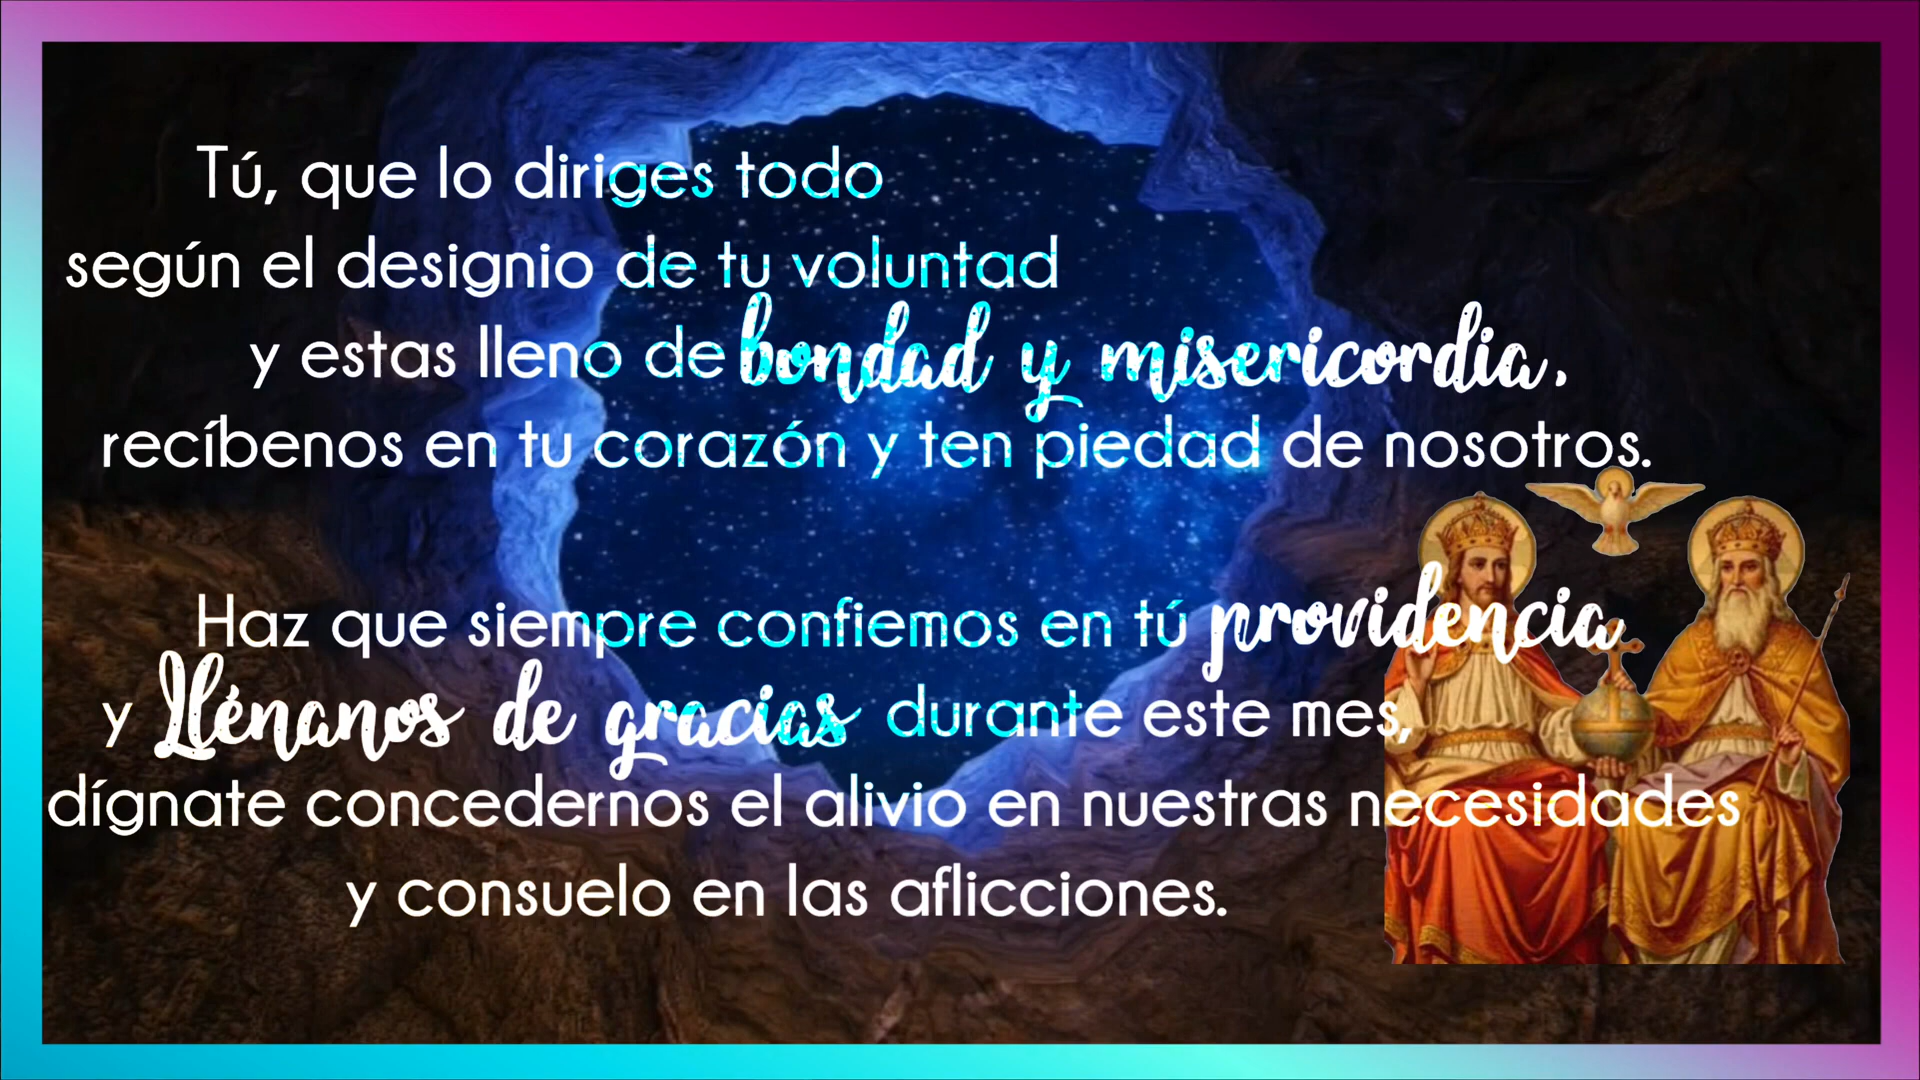 Tú, que lo diriges todo
según el designio de tu voluntad
y estas lleno de bondad y misericordia.
recíbenos en tu corazón y ten piedad de nosotros.
Haz que siempre confiemos en tú providencia
y Llénanos de gracias durante este mes,
dígnate concedernos el alivio en nuestras necesidades
y consuelo en las aflicciones.